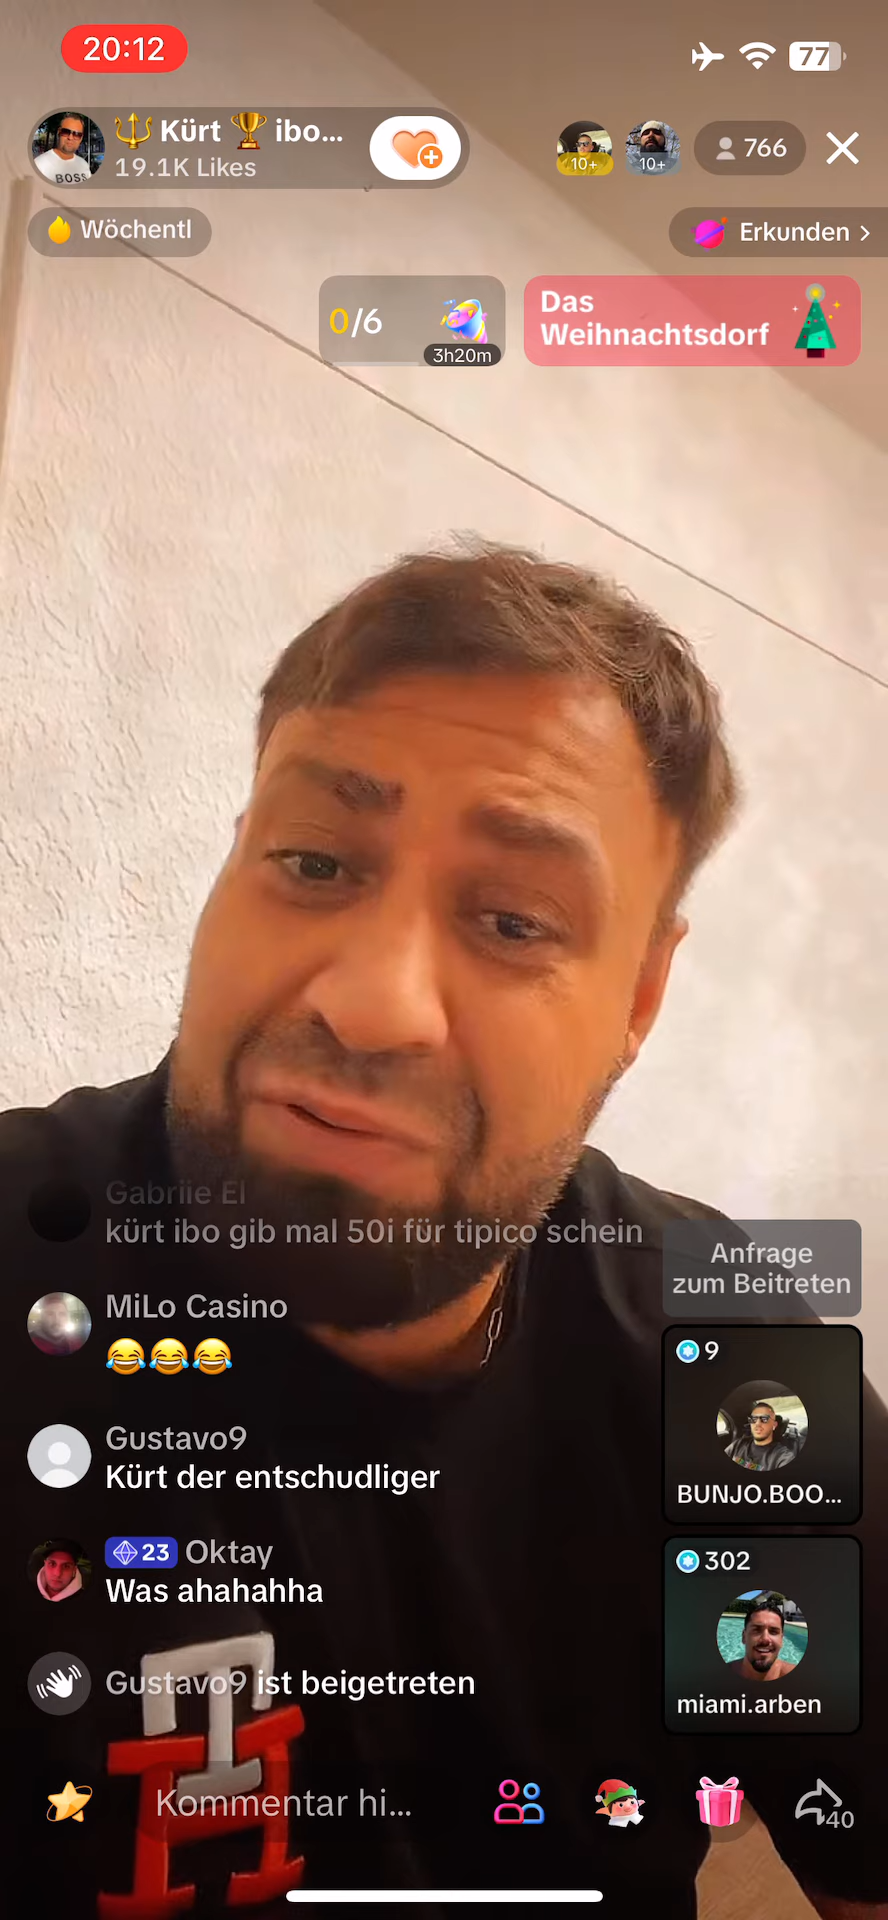 20:12
77
🔱 Kürt 🏆 ibo...
19.1K Likes
BOSS
10+
10+
766
Wöchentl
Erkunden >
0/6
3h20m
Das
Weihnachtsdorf
Gabriie El
kürt ibo gib mal 50i für tipico schein
Anfrage
zum Beitreten
MiLo Casino
😂😂😂
9
BUNJO.BOO...
Gustavo9
Kürt der entschudliger
23 Oktay
Was ahahahha
302
miami.arben
Gustavo9 ist beigetreten
Kommentar hi...
40